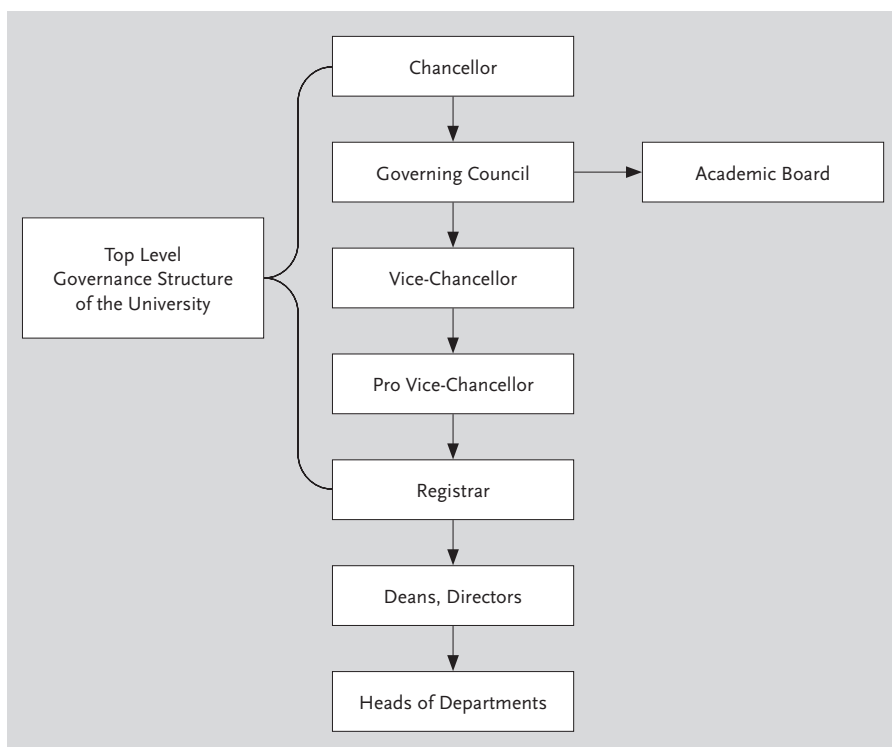 Chancellor
Governing Council
Academic Board
Top Level
Governance Structure
of the University
Vice-Chancellor
Pro Vice-Chancellor
Registrar
Deans, Directors
Heads of Departments